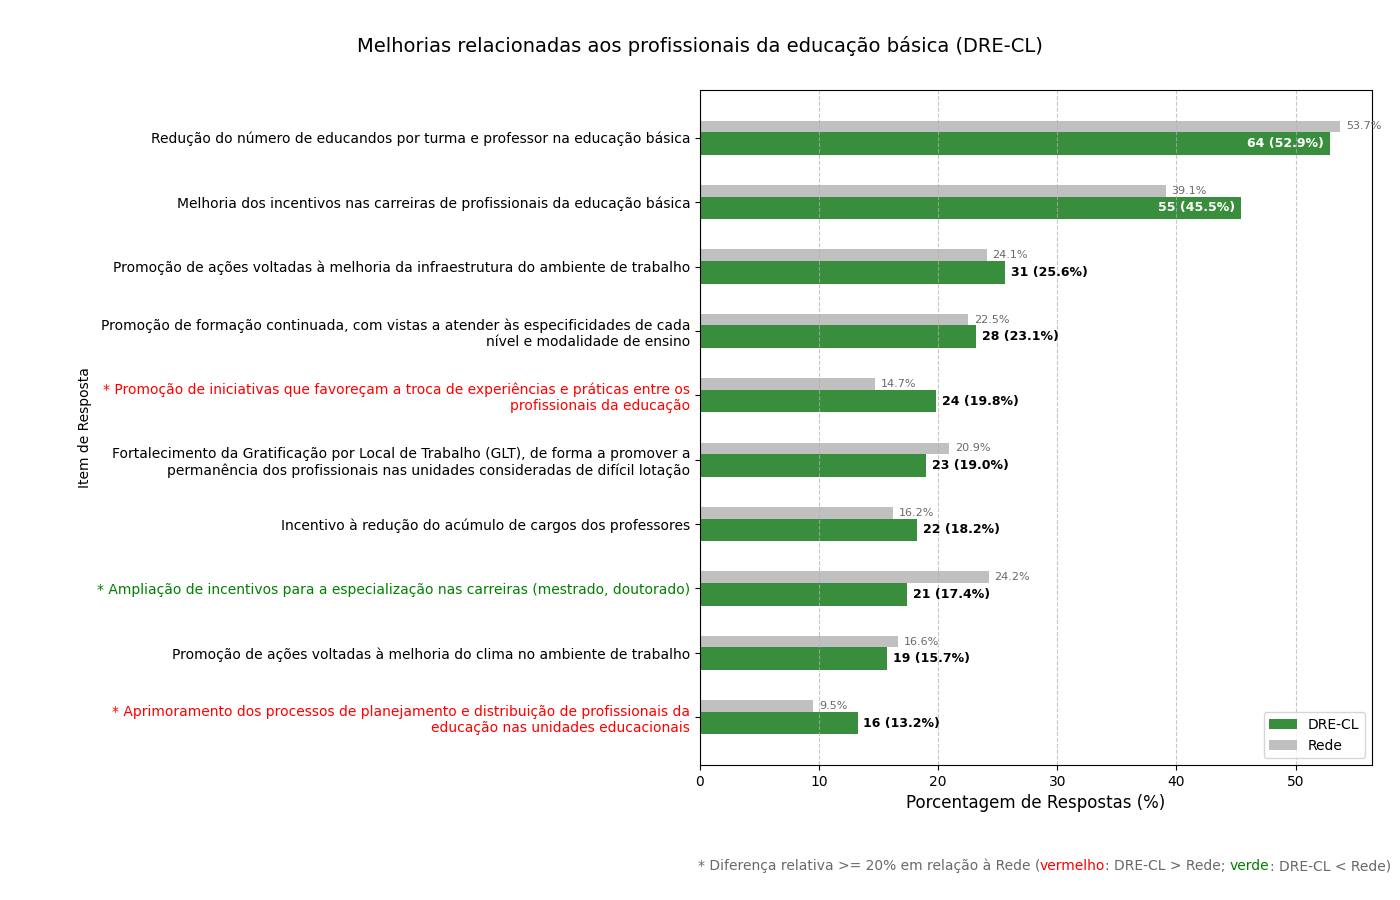 Melhorias relacionadas aos profissionais da educação básica (DRE-CL)
Redução do número de educandos por turma e professor na educação básica
53.7%
64 (52.9%)
Melhoria dos incentivos nas carreiras de profissionais da educação básica
39.1%
55 (45.5%)
Promoção de ações voltadas à melhoria da infraestrutura do ambiente de trabalho
24.1%
31 (25.6%)
Promoção de formação continuada, com vistas a atender às especificidades de cada
nível e modalidade de ensino
22.5%
28 (23.1%)
* Promoção de iniciativas que favoreçam a troca de experiências e práticas entre os
profissionais da educação
14.7%
24 (19.8%)
Fortalecimento da Gratificação por Local de Trabalho (GLT), de forma a promover a
permanência dos profissionais nas unidades consideradas de difícil lotação
20.9%
23 (19.0%)
Incentivo à redução do acúmulo de cargos dos professores
16.2%
22 (18.2%)
* Ampliação de incentivos para a especialização nas carreiras (mestrado, doutorado)
24.2%
21 (17.4%)
Promoção de ações voltadas à melhoria do clima no ambiente de trabalho
16.6%
19 (15.7%)
* Aprimoramento dos processos de planejamento e distribuição de profissionais da
educação nas unidades educacionais
9.5%
16 (13.2%)
Item de Resposta
DRE-CL
Rede
0 10 20 30 40 50
Porcentagem de Respostas (%)
* Diferença relativa >= 20% em relação à Rede (vermelho: DRE-CL > Rede; verde: DRE-CL < Rede)